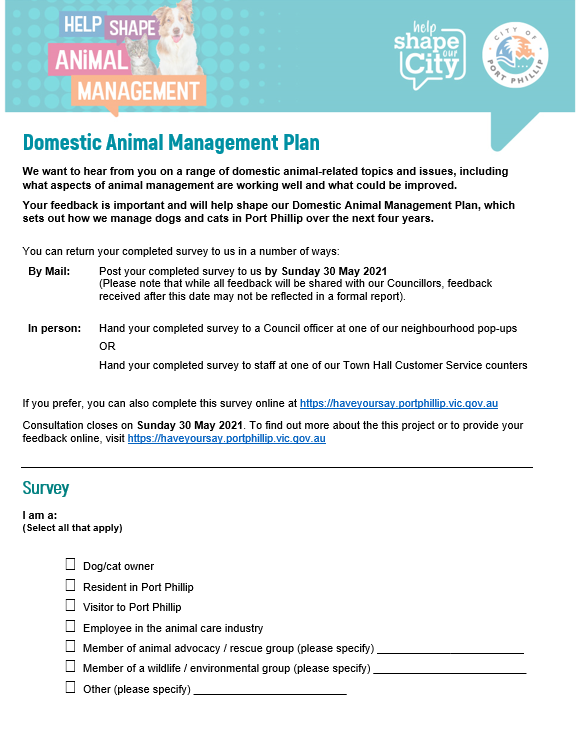 HELP SHAPE
ANiMAL
MANAGEMENT
help
shape
our
City
CITY OF
PORT PHILLIP
Domestic Animal Management Plan
We want to hear from you on a range of domestic animal-related topics and issues, including
what aspects of animal management are working well and what could be improved.
Your feedback is important and will help shape our Domestic Animal Management Plan, which
sets out how we manage dogs and cats in Port Phillip over the next four years.
You can return your completed survey to us in a number of ways:
By Mail: Post your completed survey to us by Sunday 30 May 2021
(Please note that while all feedback will be shared with our Councillors, feedback
received after this date may not be reflected in a formal report).
In person: Hand your completed survey to a Council officer at one of our neighbourhood pop-ups
OR
Hand your completed survey to staff at one of our Town Hall Customer Service counters
If you prefer, you can also complete this survey online at https://haveyoursay.portphillip.vic.gov.au
Consultation closes on Sunday 30 May 2021. To find out more about the this project or to provide your
feedback online, visit https://haveyoursay.portphillip.vic.gov.au
Survey
I am a:
(Select all that apply)
☐ Dog/cat owner
☐ Resident in Port Phillip
☐ Visitor to Port Phillip
☐ Employee in the animal care industry
☐ Member of animal advocacy / rescue group (please specify) ________________________
☐ Member of a wildlife / environmental group (please specify) _________________________
☐ Other (please specify) _________________________